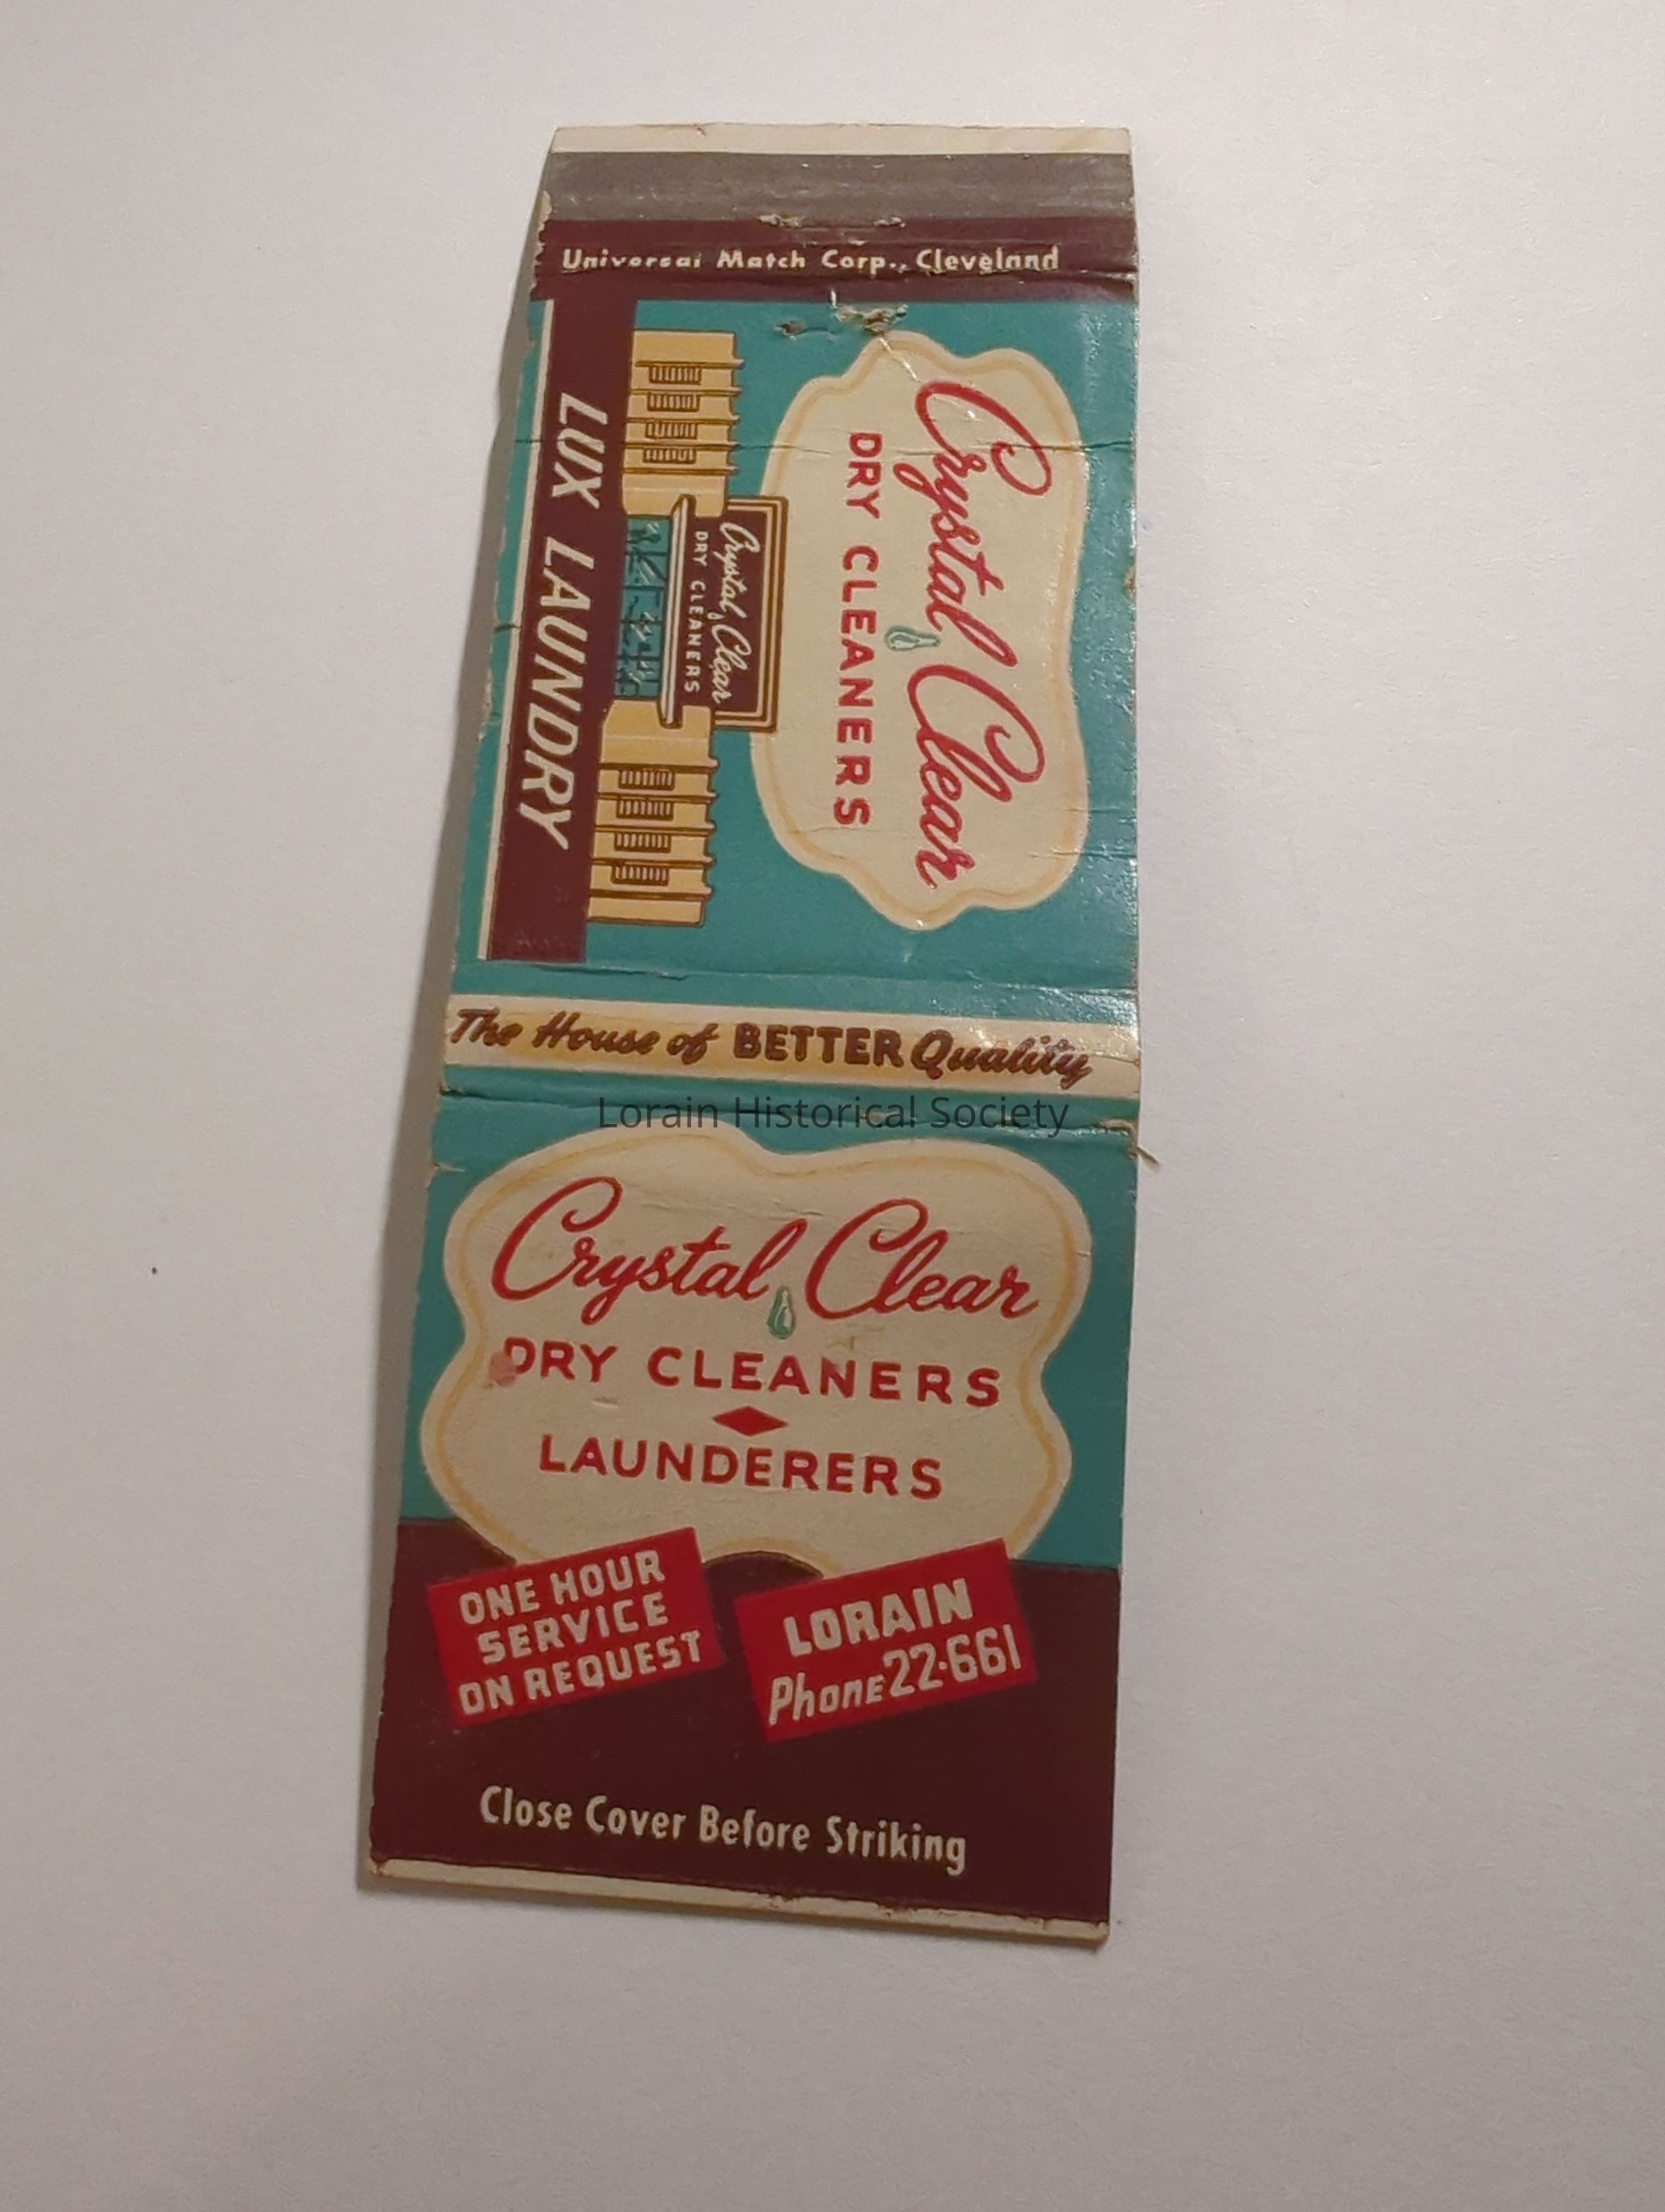 Universal Match Corp., Cleveland
Crystal Clear
DRY CLEANERS
Crystal Clear
DRY CLEANERS
LUX LAUNDRY
The House of BETTER Quality
Lorain Historical Society
Crystal Clear
DRY CLEANERS
LAUNDERERS
ONE HOUR
SERVICE
ON REQUEST
LORAIN
Phone 22-661
Close Cover Before Striking